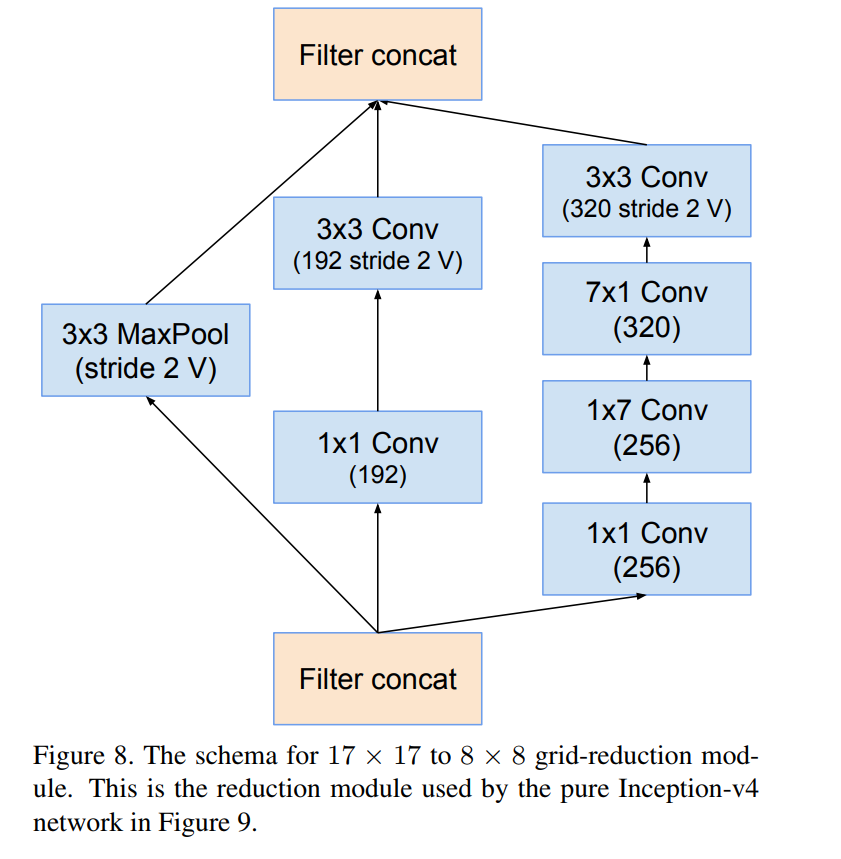 Filter concat
3x3 Conv
(320 stride 2 V)
3x3 Conv
(192 stride 2 V)
7x1 Conv
(320)
3x3 MaxPool
(stride 2 V)
1x7 Conv
(256)
1x1 Conv
(192)
1x1 Conv
(256)
Filter concat
Figure 8. The schema for 17 × 17 to 8 × 8 grid-reduction mod-
ule. This is the reduction module used by the pure Inception-v4
network in Figure 9.